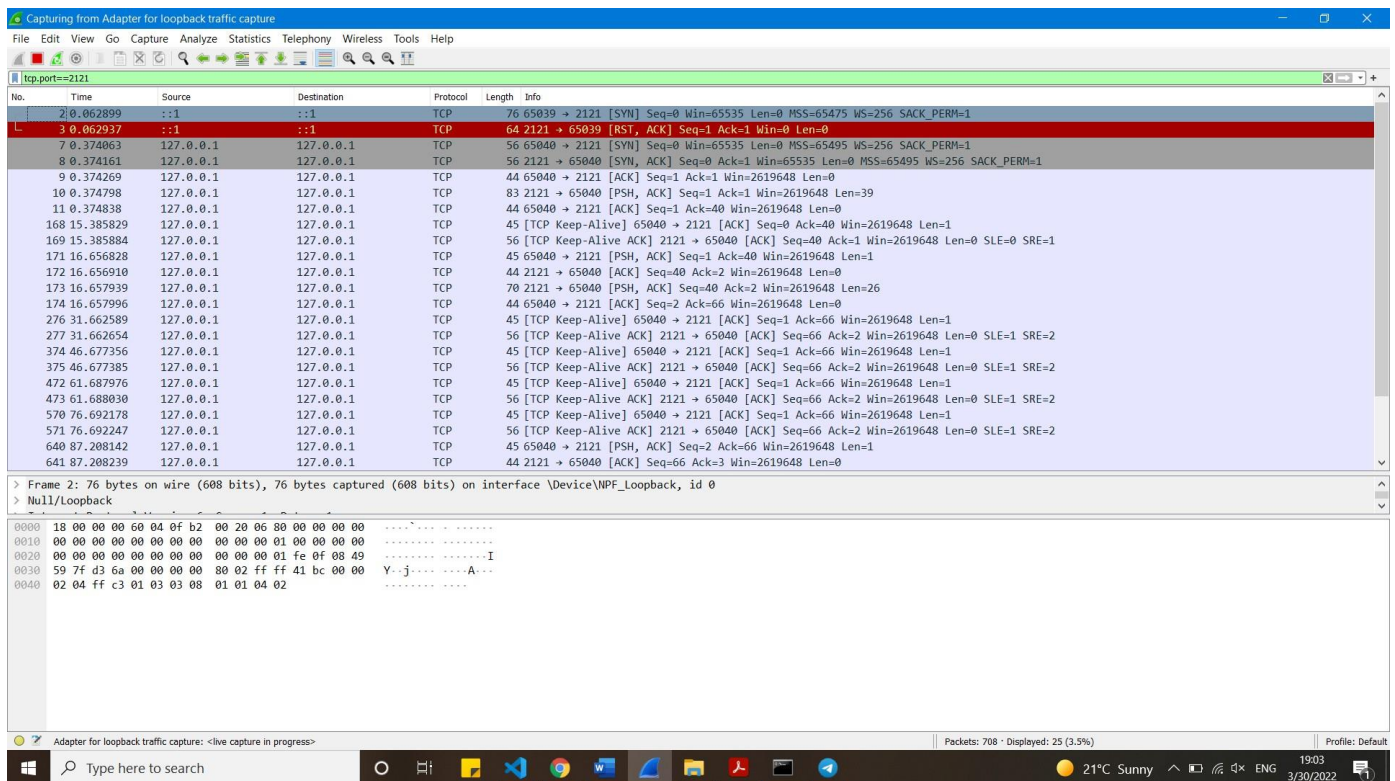 Capturing from Adapter for loopback traffic capture
File Edit View Go Capture Analyze Statistics Telephony Wireless Tools Help
tcp.port==2121
No. Time Source Destination Protocol Length Info
2 0.062899 ::1 ::1 TCP 76 65039 → 2121 [SYN] Seq=0 Win=65535 Len=0 MSS=65475 WS=256 SACK_PERM=1
3 0.062937 ::1 ::1 TCP 64 2121 → 65039 [RST, ACK] Seq=1 Ack=1 Win=0 Len=0
7 0.374063 127.0.0.1 127.0.0.1 TCP 56 65040 → 2121 [SYN] Seq=0 Win=65535 Len=0 MSS=65495 WS=256 SACK_PERM=1
8 0.374161 127.0.0.1 127.0.0.1 TCP 56 2121 → 65040 [SYN, ACK] Seq=0 Ack=1 Win=65535 Len=0 MSS=65495 WS=256 SACK_PERM=1
9 0.374269 127.0.0.1 127.0.0.1 TCP 44 65040 → 2121 [ACK] Seq=1 Ack=1 Win=2619648 Len=0
10 0.374798 127.0.0.1 127.0.0.1 TCP 83 2121 → 65040 [PSH, ACK] Seq=1 Ack=1 Win=2619648 Len=39
11 0.374838 127.0.0.1 127.0.0.1 TCP 44 65040 → 2121 [ACK] Seq=1 Ack=40 Win=2619648 Len=0
168 15.385829 127.0.0.1 127.0.0.1 TCP 45 [TCP Keep-Alive] 65040 → 2121 [ACK] Seq=0 Ack=40 Win=2619648 Len=1
169 15.385884 127.0.0.1 127.0.0.1 TCP 56 [TCP Keep-Alive ACK] 2121 → 65040 [ACK] Seq=40 Ack=1 Win=2619648 Len=0 SLE=0 SRE=1
171 16.656828 127.0.0.1 127.0.0.1 TCP 45 65040 → 2121 [PSH, ACK] Seq=1 Ack=40 Win=2619648 Len=1
172 16.656910 127.0.0.1 127.0.0.1 TCP 44 2121 → 65040 [ACK] Seq=40 Ack=2 Win=2619648 Len=0
173 16.657939 127.0.0.1 127.0.0.1 TCP 70 2121 → 65040 [PSH, ACK] Seq=40 Ack=2 Win=2619648 Len=26
174 16.657996 127.0.0.1 127.0.0.1 TCP 44 65040 → 2121 [ACK] Seq=2 Ack=66 Win=2619648 Len=0
276 31.662589 127.0.0.1 127.0.0.1 TCP 45 [TCP Keep-Alive] 65040 → 2121 [ACK] Seq=1 Ack=66 Win=2619648 Len=1
277 31.662654 127.0.0.1 127.0.0.1 TCP 56 [TCP Keep-Alive ACK] 2121 → 65040 [ACK] Seq=66 Ack=2 Win=2619648 Len=0 SLE=1 SRE=2
374 46.677356 127.0.0.1 127.0.0.1 TCP 45 [TCP Keep-Alive] 65040 → 2121 [ACK] Seq=1 Ack=66 Win=2619648 Len=1
375 46.677385 127.0.0.1 127.0.0.1 TCP 56 [TCP Keep-Alive ACK] 2121 → 65040 [ACK] Seq=66 Ack=2 Win=2619648 Len=0 SLE=1 SRE=2
472 61.687976 127.0.0.1 127.0.0.1 TCP 45 [TCP Keep-Alive] 65040 → 2121 [ACK] Seq=1 Ack=66 Win=2619648 Len=1
473 61.688030 127.0.0.1 127.0.0.1 TCP 56 [TCP Keep-Alive ACK] 2121 → 65040 [ACK] Seq=66 Ack=2 Win=2619648 Len=0 SLE=1 SRE=2
570 76.692178 127.0.0.1 127.0.0.1 TCP 45 [TCP Keep-Alive] 65040 → 2121 [ACK] Seq=1 Ack=66 Win=2619648 Len=1
571 76.692247 127.0.0.1 127.0.0.1 TCP 56 [TCP Keep-Alive ACK] 2121 → 65040 [ACK] Seq=66 Ack=2 Win=2619648 Len=0 SLE=1 SRE=2
640 87.208142 127.0.0.1 127.0.0.1 TCP 45 65040 → 2121 [PSH, ACK] Seq=2 Ack=66 Win=2619648 Len=1
641 87.208239 127.0.0.1 127.0.0.1 TCP 44 2121 → 65040 [ACK] Seq=66 Ack=3 Win=2619648 Len=0
> Frame 2: 76 bytes on wire (608 bits), 76 bytes captured (608 bits) on interface \Device\NPF_Loopback, id 0
> Null/Loopback
0000 18 00 00 00 60 04 0f b2 00 20 06 80 00 00 00 00 ····`··· · ······
0010 00 00 00 00 00 00 00 00 00 00 00 01 00 00 00 00 ········ ········
0020 00 00 00 00 00 00 00 00 00 00 00 01 fe 0f 08 49 ········ ·······I
0030 59 7f d3 6a 00 00 00 00 80 02 ff ff 41 bc 00 00 Y··j···· ····A···
0040 02 04 ff c3 01 03 03 08 01 01 04 02 ········ ····
Adapter for loopback traffic capture: <live capture in progress> Packets: 708 · Displayed: 25 (3.5%) Profile: Default
Type here to search 21°C Sunny ENG 19:03
3/30/2022